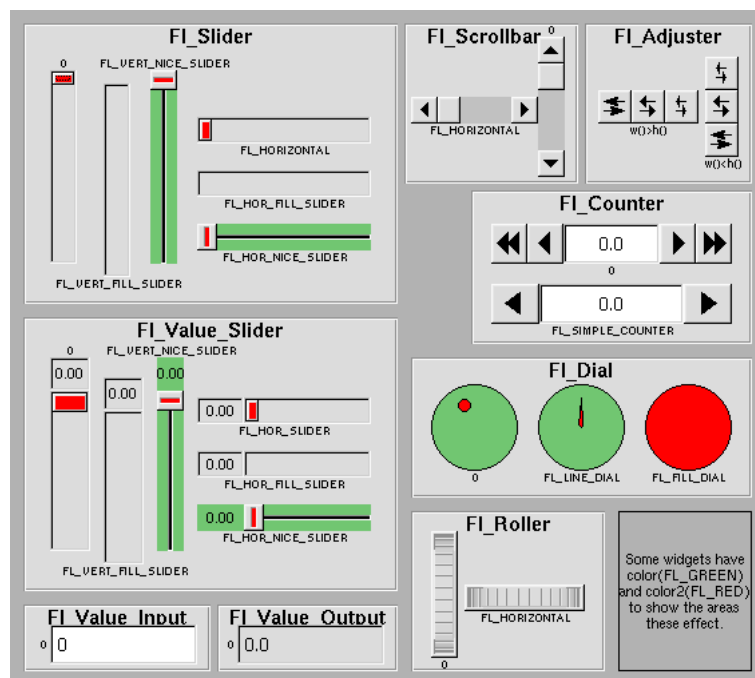 Fl_Slider
0
FL_VERT_NICE_SLIDER
FL_HORIZONTAL
FL_HOR_FILL_SLIDER
FL_HOR_NICE_SLIDER
FL_VERT_FILL_SLIDER
Fl_Scrollbar
0
FL_HORIZONTAL
Fl_Adjuster
w()>h()
w()<h()
Fl_Counter
0.0
0
0.0
FL_SIMPLE_COUNTER
Fl_Value_Slider
0
FL_VERT_NICE_SLIDER
0.00
0.00
0.00
0.00
FL_HOR_SLIDER
0.00
FL_HOR_FILL_SLIDER
0.00
FL_HOR_NICE_SLIDER
FL_VERT_FILL_SLIDER
Fl_Dial
0
FL_LINE_DIAL
FL_FILL_DIAL
Fl_Roller
FL_HORIZONTAL
0
Some widgets have
color(FL_GREEN)
and color2(FL_RED)
to show the areas
these effect.
Fl_Value_Input
0
0
Fl_Value_Output
0
0.0